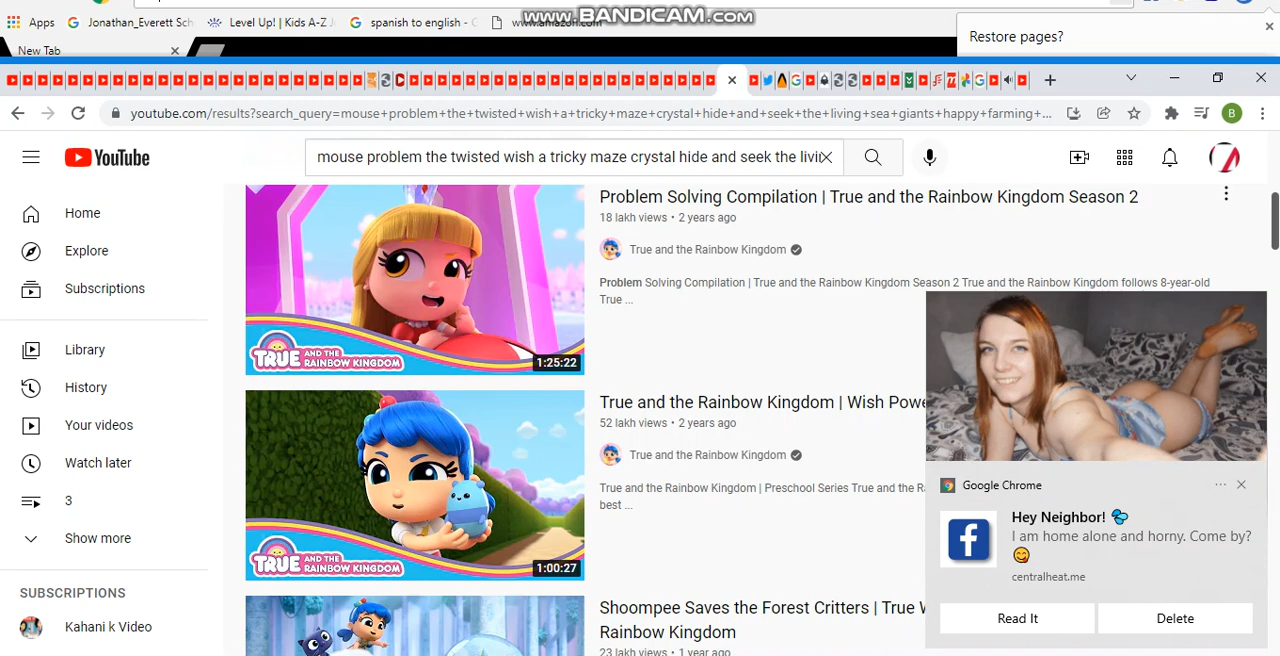 www.BANDICAM.com
Apps
Jonathan_Everett Sch
Level Up! | Kids A-Z
spanish to english -
www.amazon.com
Restore pages?
New Tab
youtube.com/results?search_query=mouse+problem+the+twisted+wish+a+tricky+maze+crystal+hide+and+seek+the+living+sea+giants+happy+farming+...
B
YouTube
mouse problem the twisted wish a tricky maze crystal hide and seek the livi
Home
Explore
Subscriptions
Library
History
Your videos
Watch later
3
Show more
SUBSCRIPTIONS
Kahani k Video
TRUE AND THE RAINBOW KINGDOM
1:25:22
Problem Solving Compilation | True and the Rainbow Kingdom Season 2
18 lakh views • 2 years ago
True and the Rainbow Kingdom
Problem Solving Compilation | True and the Rainbow Kingdom Season 2 True and the Rainbow Kingdom follows 8-year-old
True ...
TRUE AND THE RAINBOW KINGDOM
1:00:27
True and the Rainbow Kingdom | Wish Powe
52 lakh views • 2 years ago
True and the Rainbow Kingdom
True and the Rainbow Kingdom | Preschool Series True and the Ra
best ...
Shoompee Saves the Forest Critters | True
Rainbow Kingdom
23 lakh views • 1 year ago
Google Chrome
Hey Neighbor!
I am home alone and horny. Come by?
centralheat.me
Read It
Delete